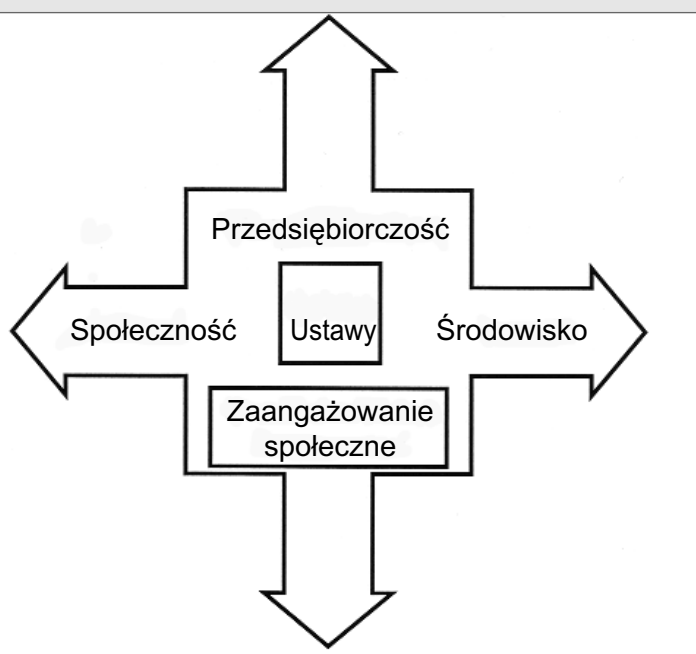 Przedsiębiorczość
Społeczność
Ustawy
Środowisko
Zaangażowanie
społeczne